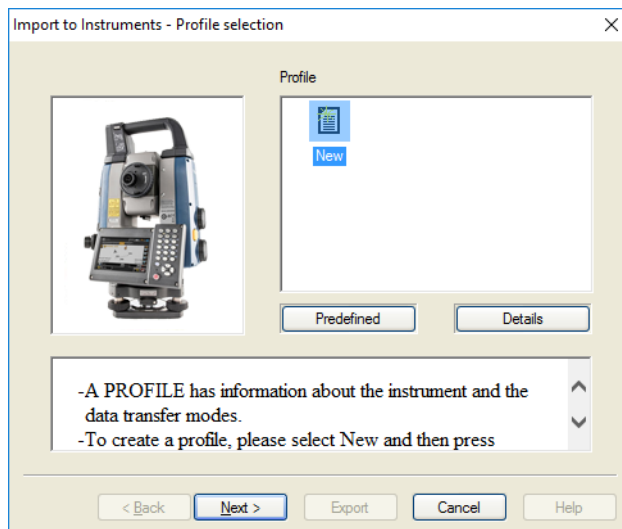 Import to Instruments - Profile selection
Profile
New
Predefined
Details
-A PROFILE has information about the instrument and the
data transfer modes.
-To create a profile, please select New and then press
< Back
Next >
Export
Cancel
Help